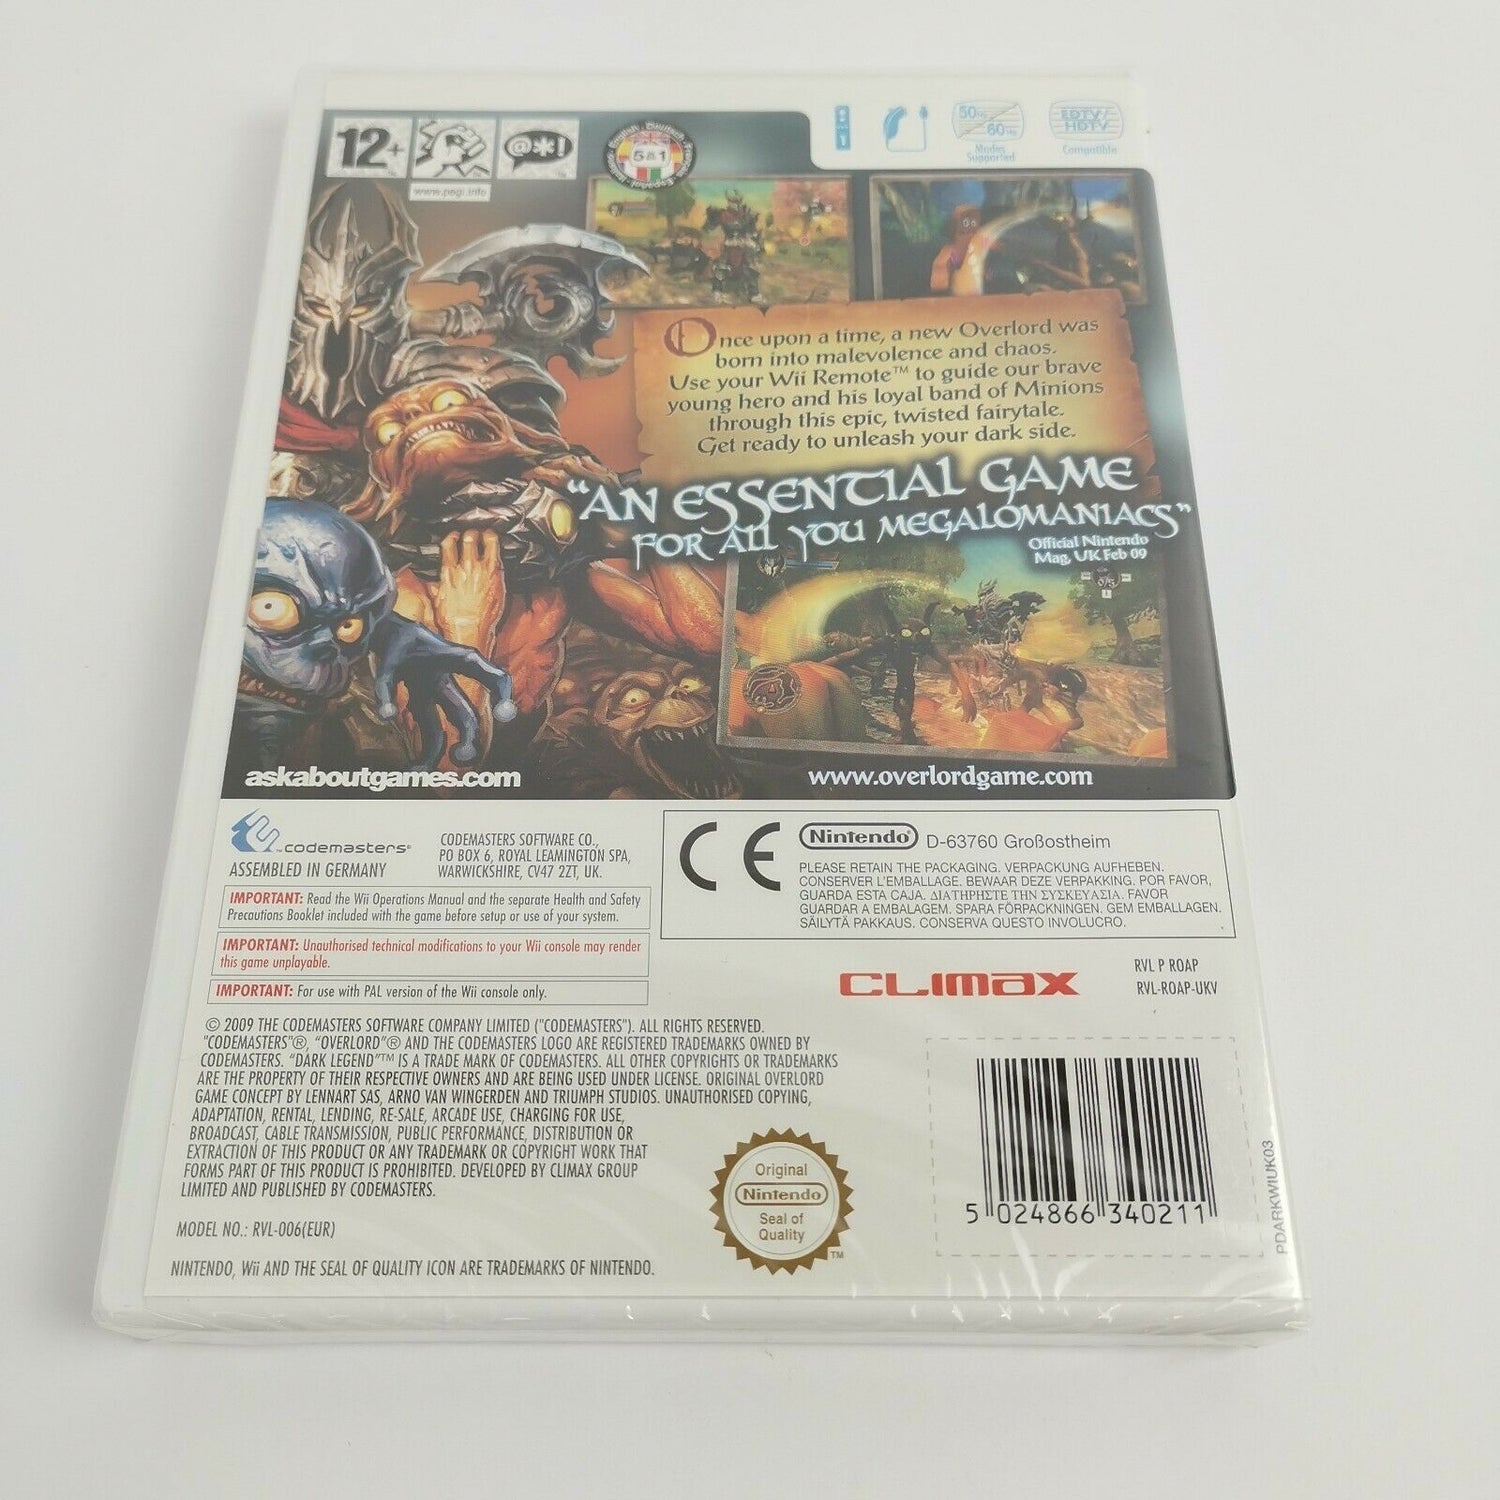 12+
@*!
www.pegi.info
English Deutsch
5 in 1
50Hz
60Hz
Modes
Supported
EDTV/
HDTV
Compatible
Once upon a time, a new Overlord was
born into malevolence and chaos.
Use your Wii Remote™ to guide our brave
young hero and his loyal band of Minions
through this epic, twisted fairytale.
Get ready to unleash your dark side.
"AN ESSENTIAL GAME
FOR ALL YOU MEGALOMANIACS"
Official Nintendo
Mag, UK Feb 09
askaboutgames.com
www.overlordgame.com
codemasters®
ASSEMBLED IN GERMANY
CODEMASTERS SOFTWARE CO.,
PO BOX 6, ROYAL LEAMINGTON SPA,
WARWICKSHIRE, CV47 2ZT, UK.
IMPORTANT: Read the Wii Operations Manual and the separate Health and Safety
Precautions Booklet included with the game before setup or use of your system.
IMPORTANT: Unauthorised technical modifications to your Wii console may render
this game unplayable.
IMPORTANT: For use with PAL version of the Wii console only.
CE
Nintendo® D-63760 Großostheim
PLEASE RETAIN THE PACKAGING. VERPACKUNG AUFHEBEN.
CONSERVER L'EMBALLAGE. BEWAAR DEZE VERPAKKING. POR FAVOR,
GUARDA ESTA CAJA. ΔΙΑΤΗΡΗΣΤΕ ΤΗΝ ΣΥΣΚΕΥΑΣΙΑ. FAVOR
GUARDAR A EMBALAGEM. SPARA FÖRPACKNINGEN. GEM EMBALLAGEN.
SÄILYTÄ PAKKAUS. CONSERVA QUESTO INVOLUCRO.
CLIMAX
RVL P ROAP
RVL-ROAP-UKV
© 2009 THE CODEMASTERS SOFTWARE COMPANY LIMITED ("CODEMASTERS"). ALL RIGHTS RESERVED.
"CODEMASTERS"®, "OVERLORD"® AND THE CODEMASTERS LOGO ARE REGISTERED TRADEMARKS OWNED BY
CODEMASTERS. "DARK LEGEND"™ IS A TRADE MARK OF CODEMASTERS. ALL OTHER COPYRIGHTS OR TRADEMARKS
ARE THE PROPERTY OF THEIR RESPECTIVE OWNERS AND ARE BEING USED UNDER LICENSE. ORIGINAL OVERLORD
GAME CONCEPT BY LENNART SAS, ARNO VAN WINGERDEN AND TRIUMPH STUDIOS. UNAUTHORISED COPYING,
ADAPTATION, RENTAL, LENDING, RE-SALE, ARCADE USE, CHARGING FOR USE,
BROADCAST, CABLE TRANSMISSION, PUBLIC PERFORMANCE, DISTRIBUTION OR
EXTRACTION OF THIS PRODUCT OR ANY TRADEMARK OR COPYRIGHT WORK THAT
FORMS PART OF THIS PRODUCT IS PROHIBITED. DEVELOPED BY CLIMAX GROUP
LIMITED AND PUBLISHED BY CODEMASTERS.
MODEL NO.: RVL-006(EUR)
NINTENDO, Wii AND THE SEAL OF QUALITY ICON ARE TRADEMARKS OF NINTENDO.
Original
Nintendo
Seal of
Quality
™
5 024866 340211
PDARKWIUK03